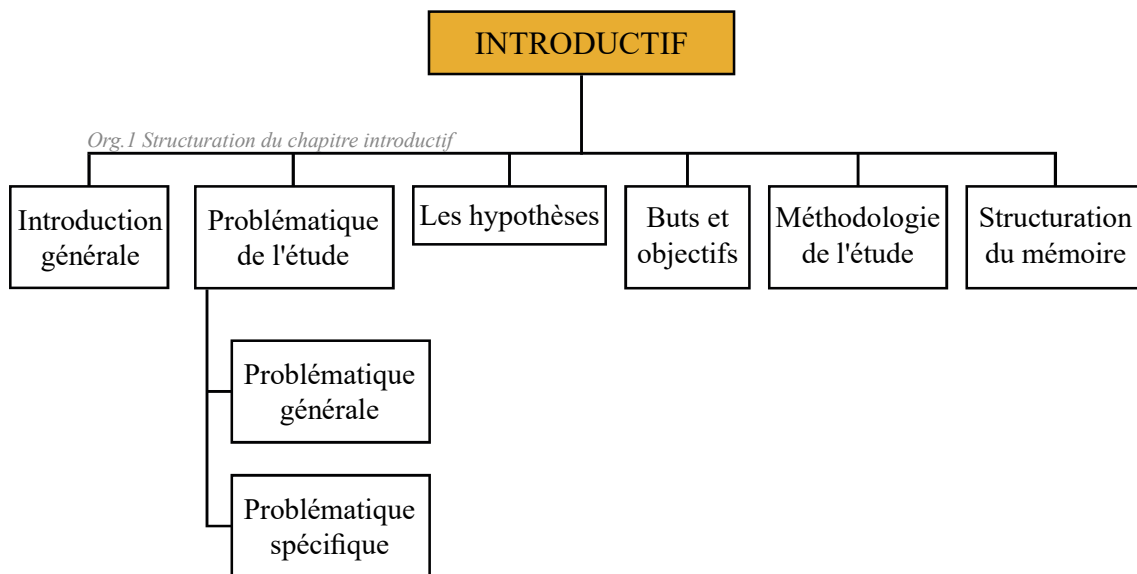 INTRODUCTIF
Org.1 Structuration du chapitre introductif
Introduction
générale
Problématique
de l'étude
Les hypothèses
Buts et
objectifs
Méthodologie
de l'étude
Structuration
du mémoire
Problématique
générale
Problématique
spécifique